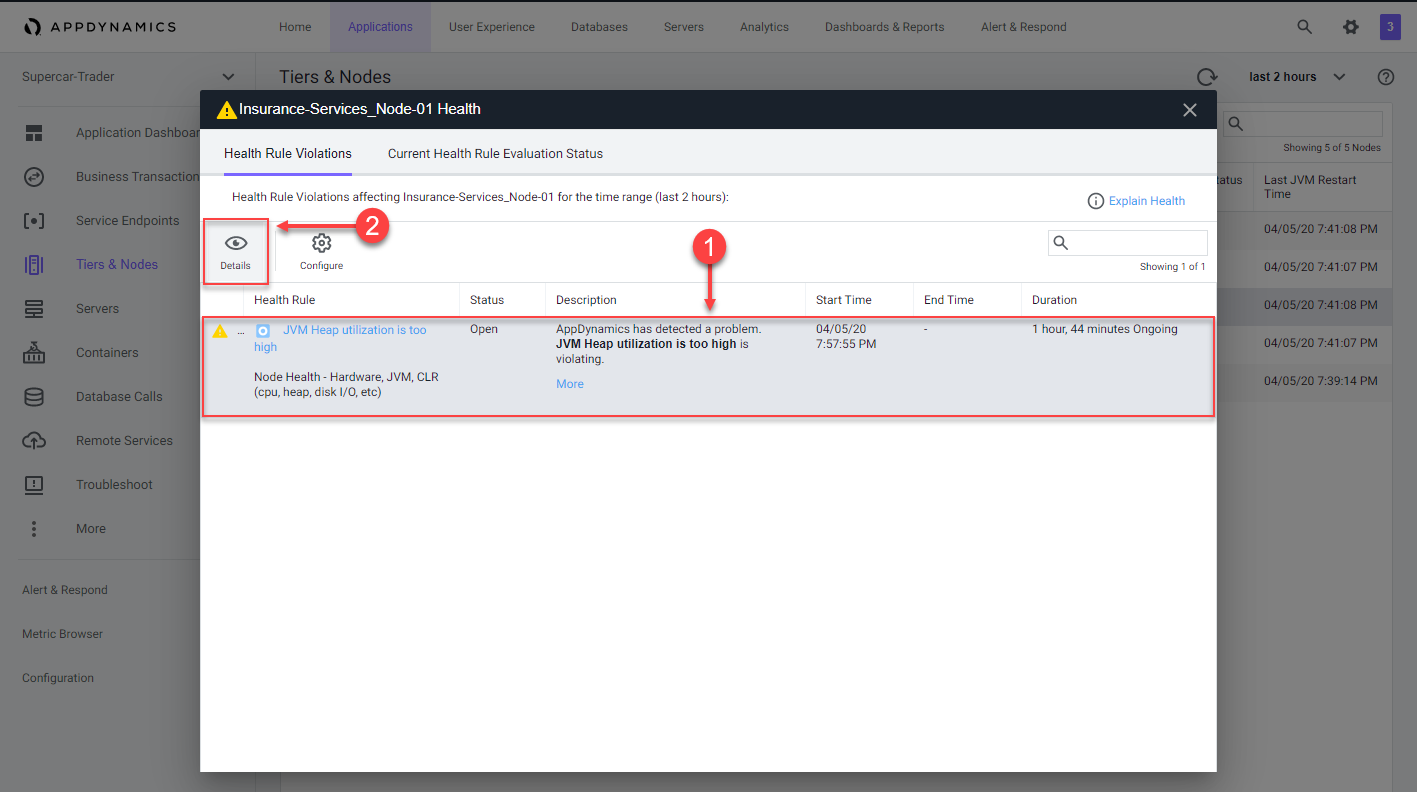 APPDYNAMICS
Home
Applications
User Experience
Databases
Servers
Analytics
Dashboards & Reports
Alert & Respond
3
Supercar-Trader
Tiers & Nodes
last 2 hours
Application Dashboar
Business Transaction
Service Endpoints
Tiers & Nodes
Servers
Containers
Database Calls
Remote Services
Troubleshoot
More
Alert & Respond
Metric Browser
Configuration
Insurance-Services_Node-01 Health
Health Rule Violations
Current Health Rule Evaluation Status
Health Rule Violations affecting Insurance-Services_Node-01 for the time range (last 2 hours):
Explain Health
Details
2
Configure
1
Showing 1 of 1
Health Rule
Status
Description
Start Time
End Time
Duration
...
JVM Heap utilization is too
high
Node Health - Hardware, JVM, CLR
(cpu, heap, disk I/O, etc)
Open
AppDynamics has detected a problem.
JVM Heap utilization is too high is
violating.
More
04/05/20
7:57:55 PM
-
1 hour, 44 minutes Ongoing
Showing 5 of 5 Nodes
tatus
Last JVM Restart
Time
04/05/20 7:41:08 PM
04/05/20 7:41:07 PM
04/05/20 7:41:08 PM
04/05/20 7:41:07 PM
04/05/20 7:39:14 PM